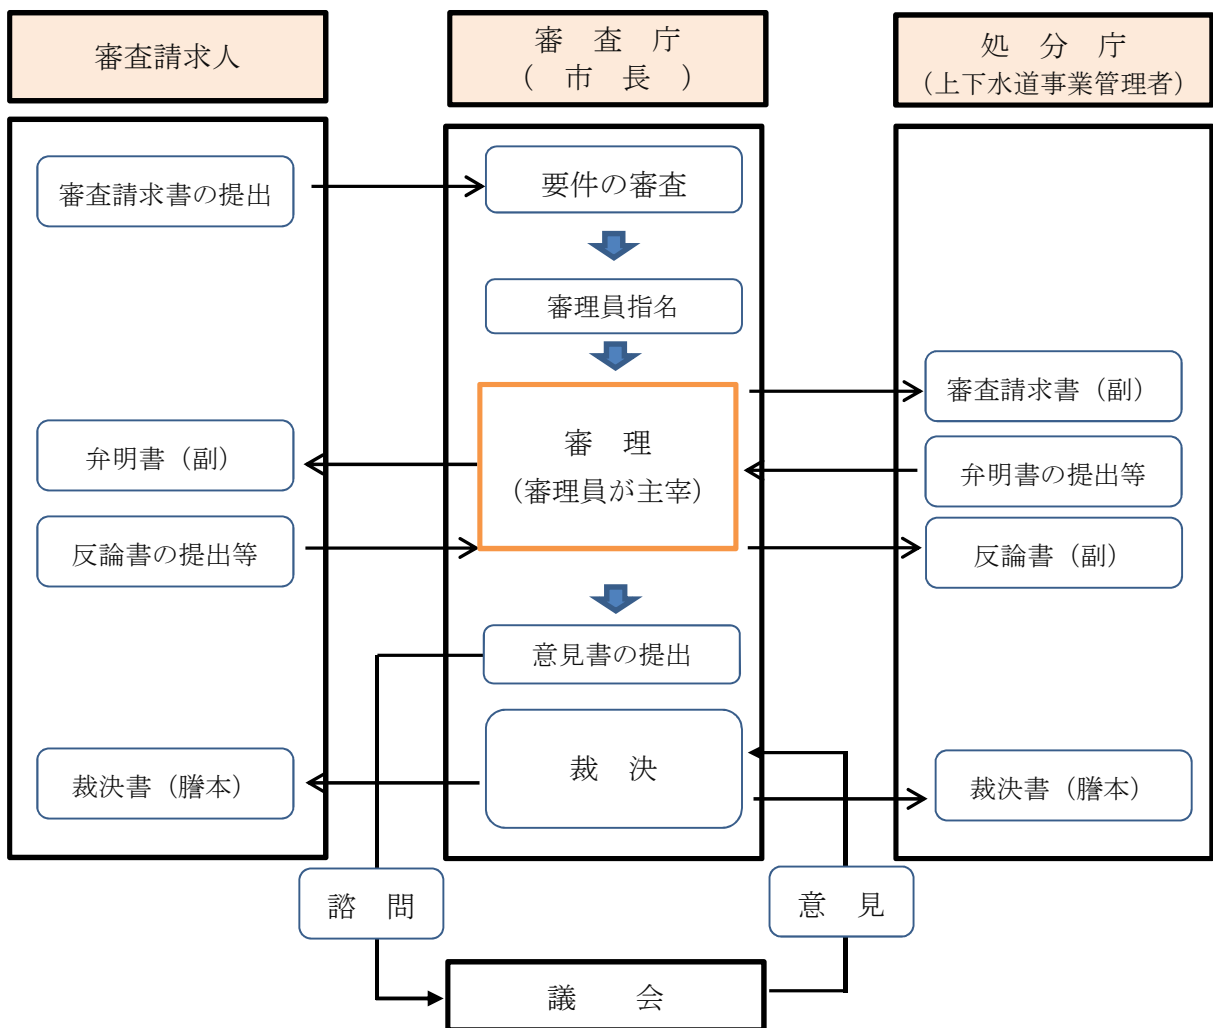 審査請求人
審　査　庁
（　市　長　）
処　分　庁
（上下水道事業管理者）
審査請求書の提出
要件の審査
審理員指名
審　理
（審理員が主宰）
審査請求書（副）
弁明書（副）
弁明書の提出等
反論書の提出等
反論書（副）
意見書の提出
裁　決
裁決書（謄本）
裁決書（謄本）
諮　問
意　見
議　　会